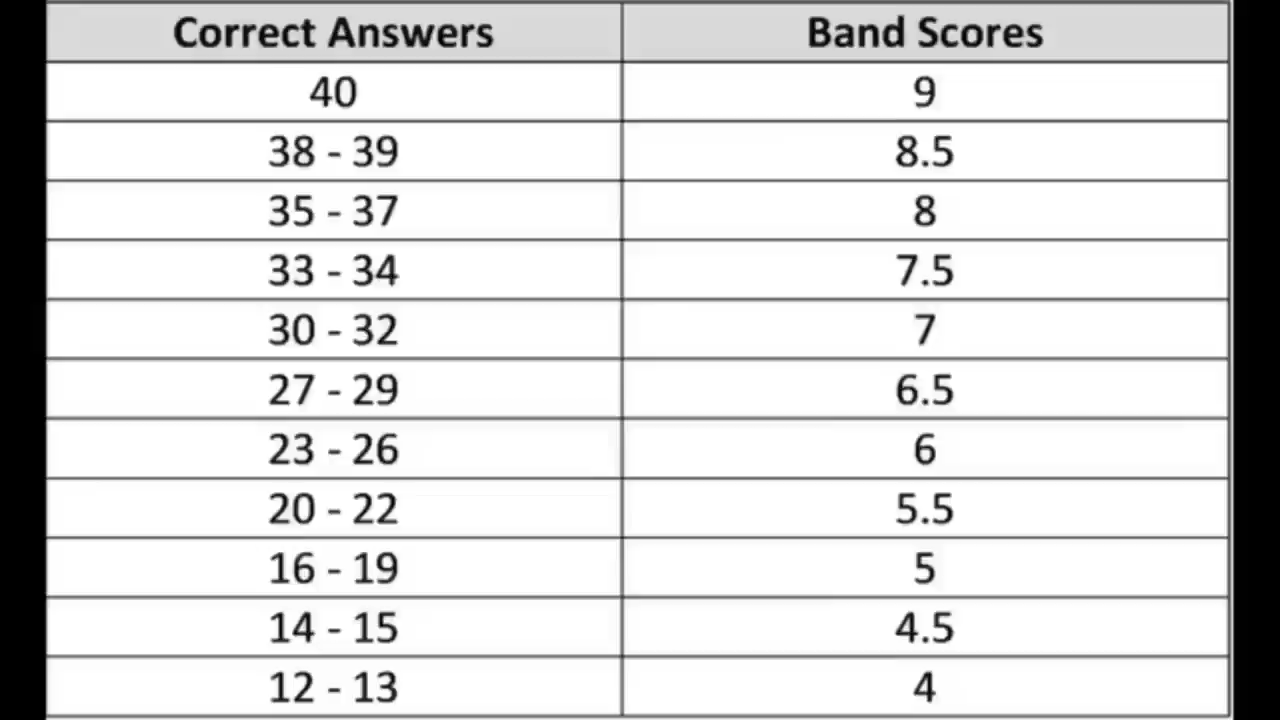 Correct Answers Band Scores
40 9
38 - 39 8.5
35 - 37 8
33 - 34 7.5
30 - 32 7
27 - 29 6.5
23 - 26 6
20 - 22 5.5
16 - 19 5
14 - 15 4.5
12 - 13 4